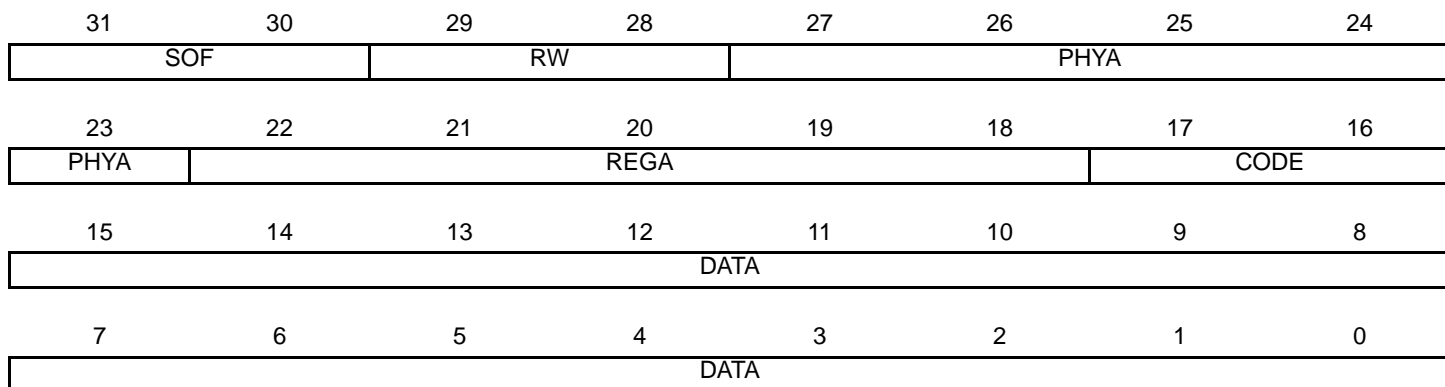 31 30 29 28 27 26 25 24
SOF RW PHYA
23 22 21 20 19 18 17 16
PHYA REGA CODE
15 14 13 12 11 10 9 8
DATA
7 6 5 4 3 2 1 0
DATA